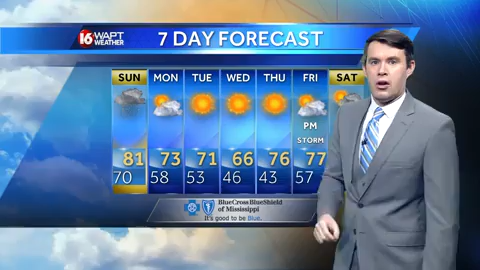 16 WAPT
WEATHER
7 DAY FORECAST
SUN MON TUE WED THU FRI SAT
PM
STORM
81 73 71 66 76 77
70 58 53 46 43 57
BlueCross BlueShield
of Mississippi
It's good to be Blue.